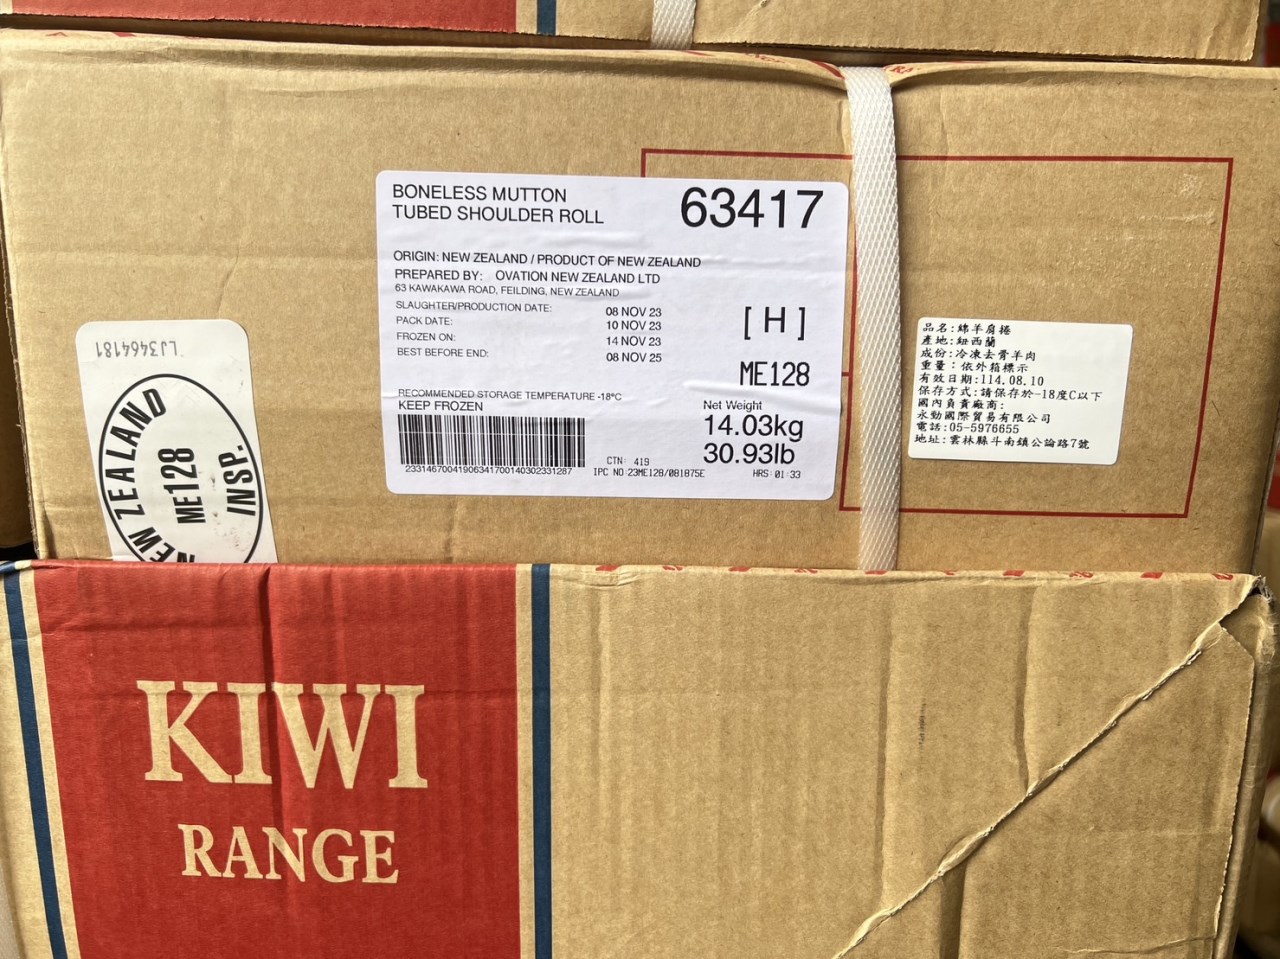 BONELESS MUTTON
TUBED SHOULDER ROLL
63417
ORIGIN: NEW ZEALAND / PRODUCT OF NEW ZEALAND
PREPARED BY: OVATION NEW ZEALAND LTD
63 KAWAKAWA ROAD, FEILDING, NEW ZEALAND
SLAUGHTER/PRODUCTION DATE: 08 NOV 23
PACK DATE: 10 NOV 23
FROZEN ON: 14 NOV 23
BEST BEFORE END: 08 NOV 25
[ H ]
ME128
RECOMMENDED STORAGE TEMPERATURE -18°C
KEEP FROZEN
Net Weight
14.03kg
30.93lb
23314670041906341700140302331287
CTN: 419
IPC NO:23ME128/081875E
HRS 01:33
LJ3464181
NEW ZEALAND
ME128
INSP.
品名:綿羊肩捲
產地:紐西蘭
成份:冷凍去骨羊肉
重量:依外箱標示
有效日期:114.08.10
保存方式:請保存於-18度C以下
國內負責廠商:
永勳國際貿易有限公司
電話:05-5976655
地址:雲林縣斗南鎮公論路7號
KIWI
RANGE